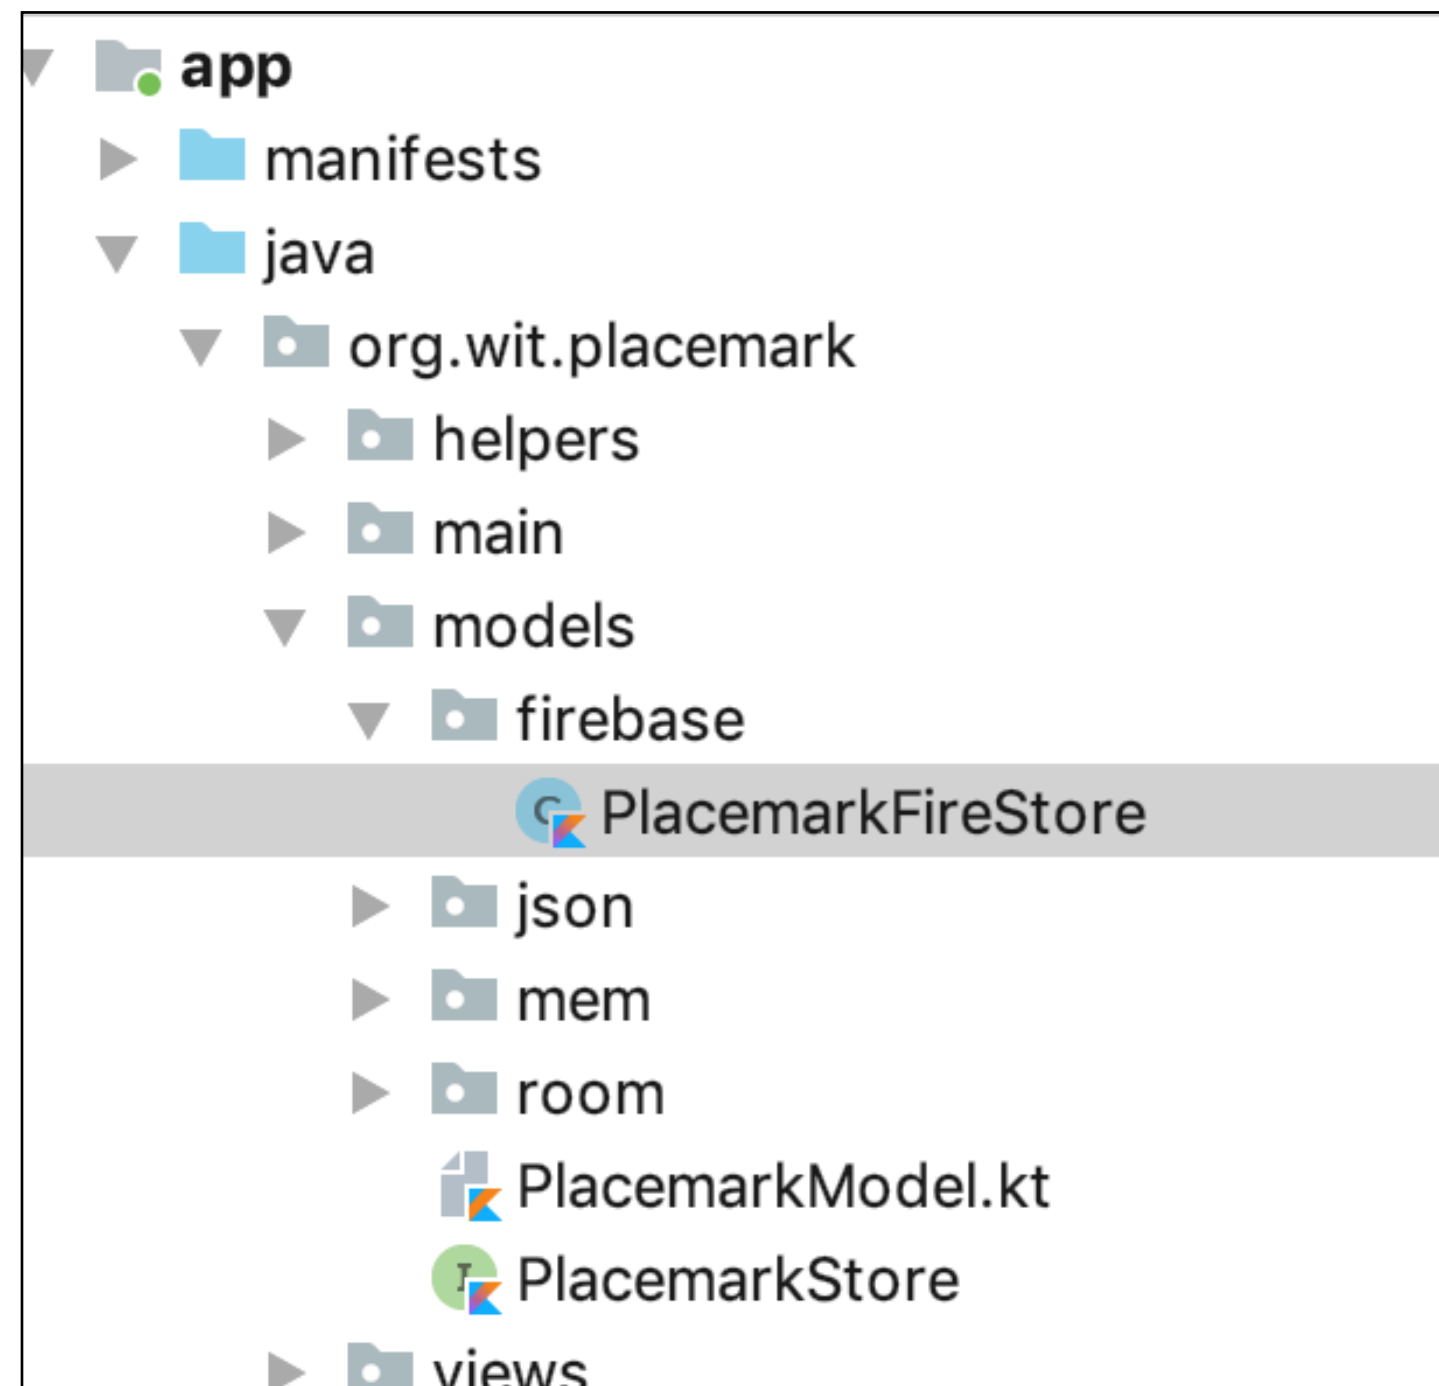 app
manifests
java
org.wit.placemark
helpers
main
models
firebase
C PlacemarkFireStore
json
mem
room
PlacemarkModel.kt
I PlacemarkStore
views